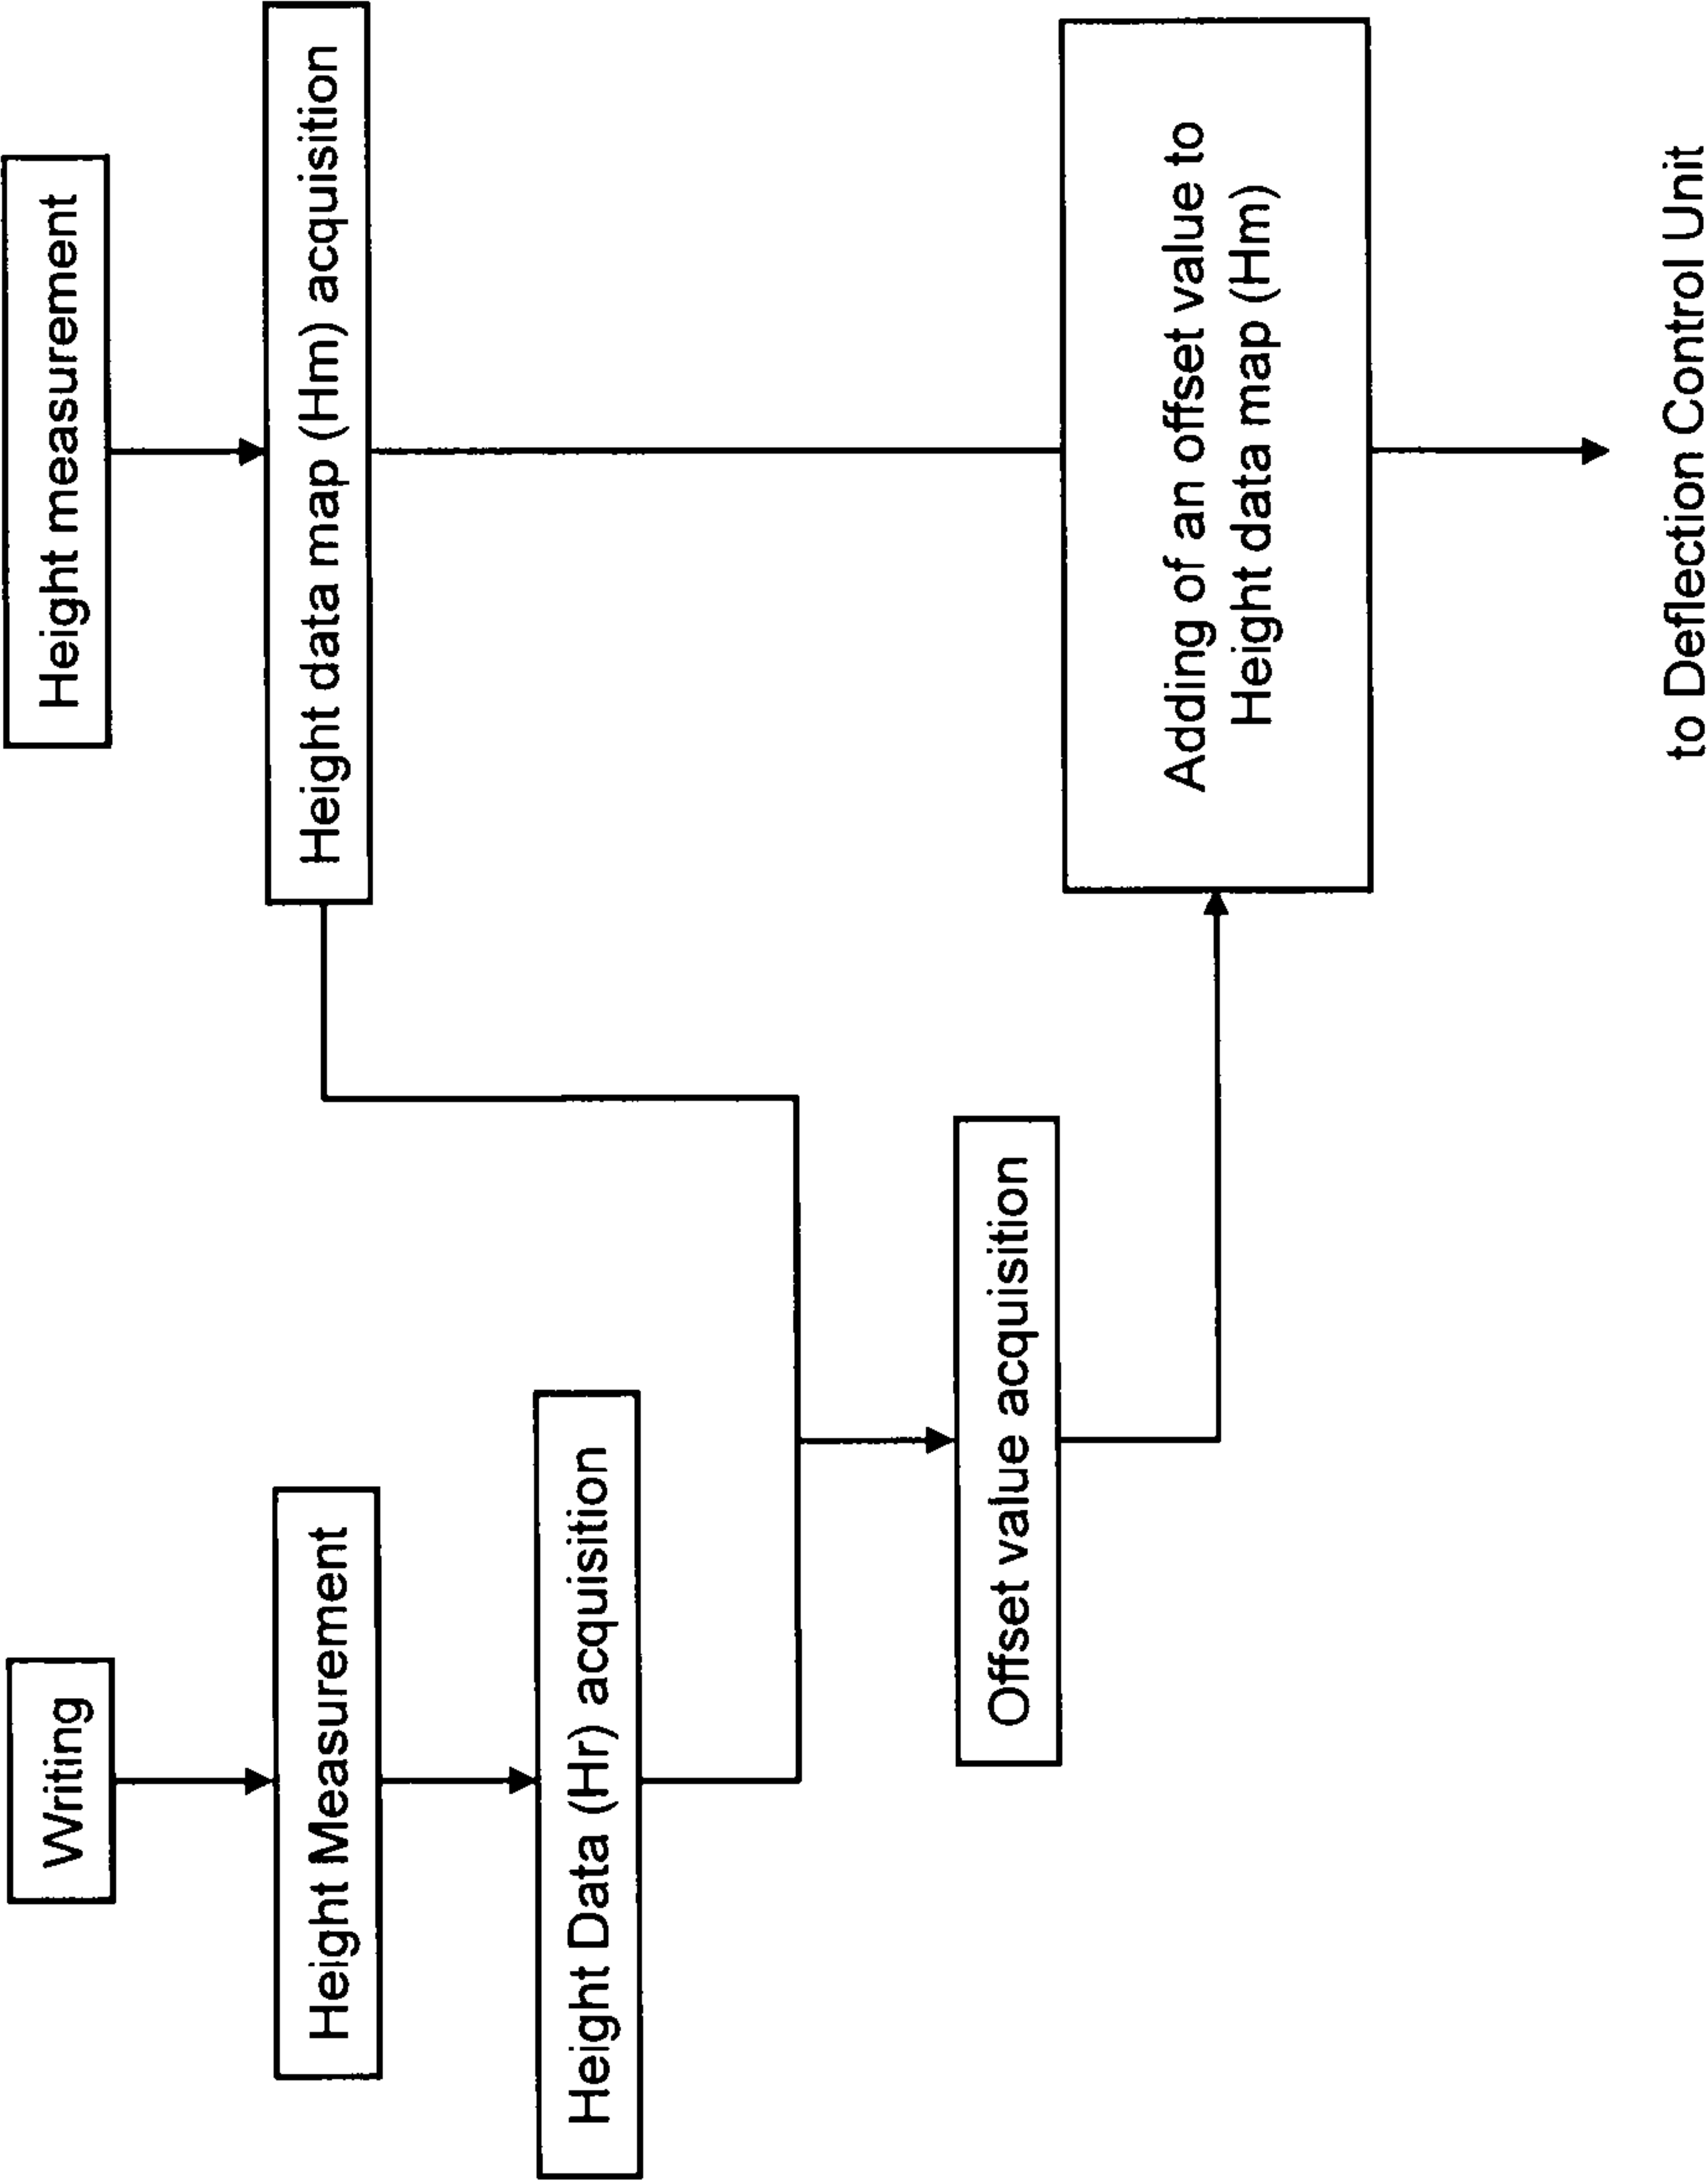 Writing
Height Measurement
Height Data (Hr) acquisition
Offset value acquisition
Height measurement
Height data map (Hm) acquisition
Adding of an offset value to
Height data map (Hm)
to Deflection Control Unit